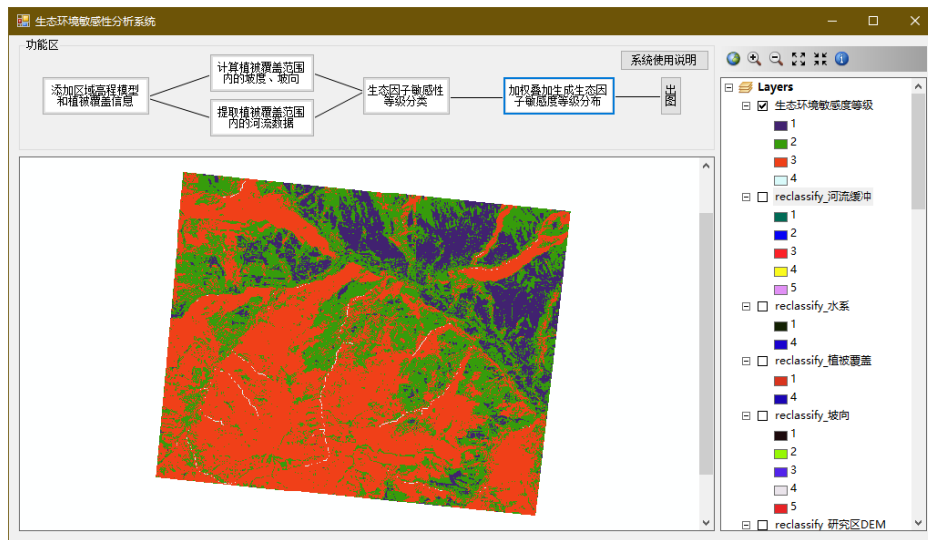 生态环境敏感性分析系统
功能区
系统使用说明
添加区域高程模型
和植被覆盖信息
计算植被覆盖范围
内的坡度、坡向
提取植被覆盖范围
内的河流数据
生态因子敏感性
等级分类
加权叠加生成生态因
子敏感度等级分布
出
图
Layers
生态环境敏感度等级
1
2
3
4
reclassify_河流缓冲
1
2
3
4
5
reclassify_水系
1
4
reclassify_植被覆盖
1
4
reclassify_坡向
1
2
3
4
5
reclassify_研究区DEM